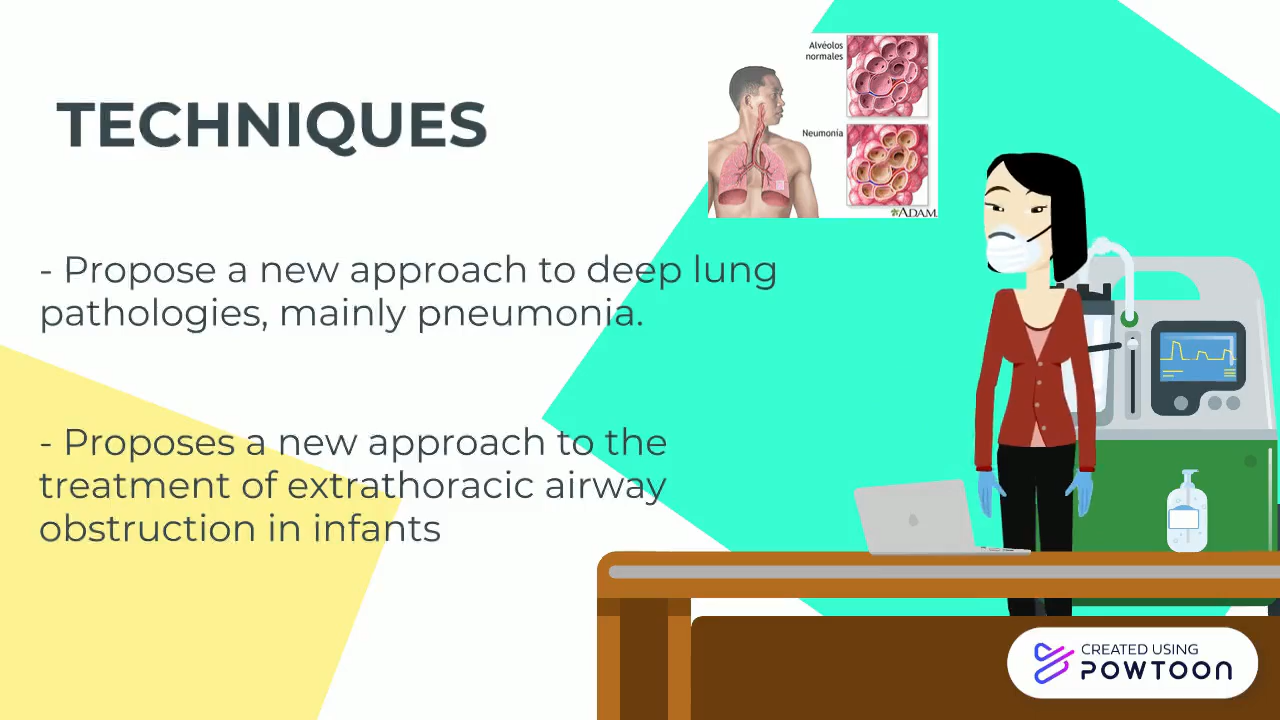 TECHNIQUES
Alvéolos
normales
Neumonía
ADAM.
- Propose a new approach to deep lung
pathologies, mainly pneumonia.
- Proposes a new approach to the
treatment of extrathoracic airway
obstruction in infants
CREATED USING
POWTOON